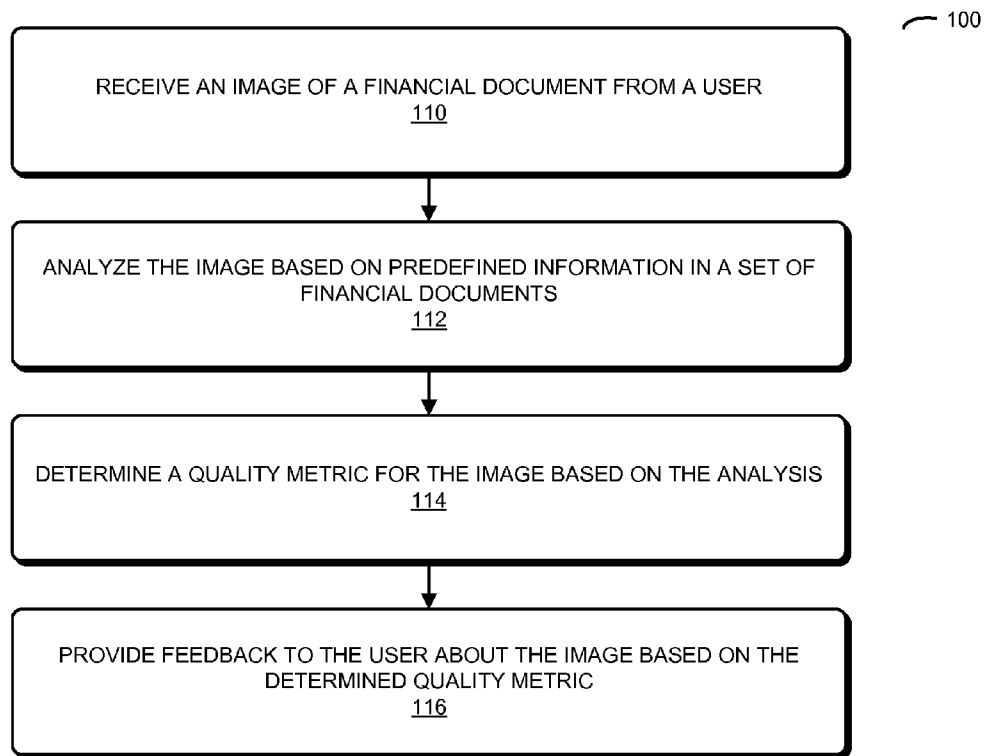 100
RECEIVE AN IMAGE OF A FINANCIAL DOCUMENT FROM A USER
110
ANALYZE THE IMAGE BASED ON PREDEFINED INFORMATION IN A SET OF
FINANCIAL DOCUMENTS
112
DETERMINE A QUALITY METRIC FOR THE IMAGE BASED ON THE ANALYSIS
114
PROVIDE FEEDBACK TO THE USER ABOUT THE IMAGE BASED ON THE
DETERMINED QUALITY METRIC
116